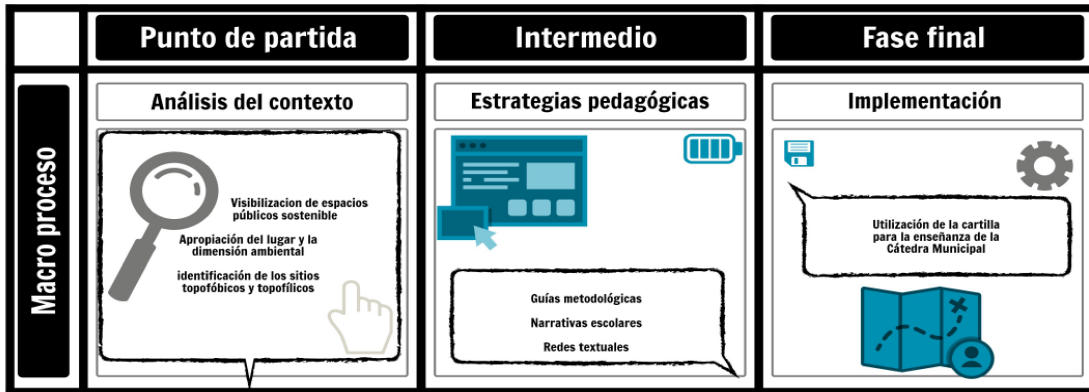 Punto de partida
Intermedio
Fase final
Macro proceso
Análisis del contexto
Visibilizacion de espacios
públicos sostenible
Apropiación del lugar y la
dimensión ambiental
identificación de los sitios
topofóbicos y topofílicos
Estrategias pedagógicas
Guías metodológicas
Narrativas escolares
Redes textuales
Implementación
Utilización de la cartilla
para la enseñanza de la
Cátedra Municipal